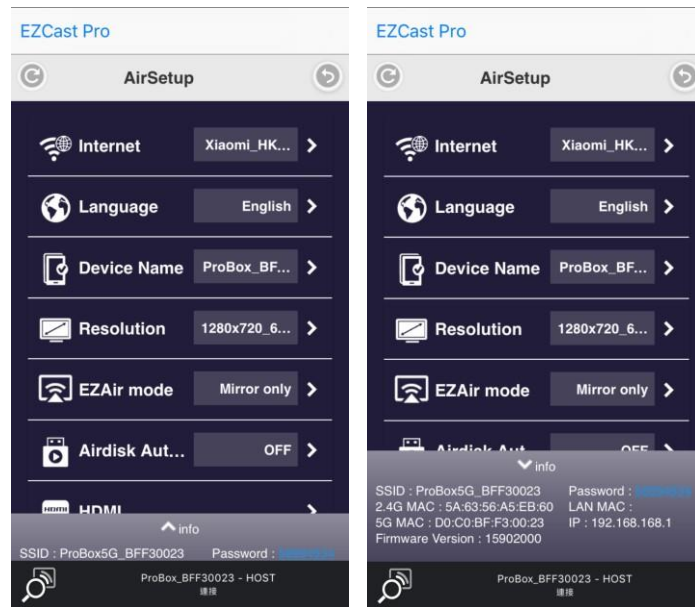 EZCast Pro
AirSetup
Internet Xiaomi_HK...
Language English
Device Name ProBox_BF...
Resolution 1280x720_6...
EZAir mode Mirror only
Airdisk Aut... OFF
HDMI
info
SSID : ProBox5G_BFF30023 Password :
ProBox_BFF30023 - HOST
連接
EZCast Pro
AirSetup
Internet Xiaomi_HK...
Language English
Device Name ProBox_BF...
Resolution 1280x720_6...
EZAir mode Mirror only
Airdisk Aut... OFF
info
SSID : ProBox5G_BFF30023 Password :
2.4G MAC : 5A:63:56:A5:EB:60 LAN MAC :
5G MAC : D0:C0:BF:F3:00:23 IP : 192.168.168.1
Firmware Version : 15902000
ProBox_BFF30023 - HOST
連接